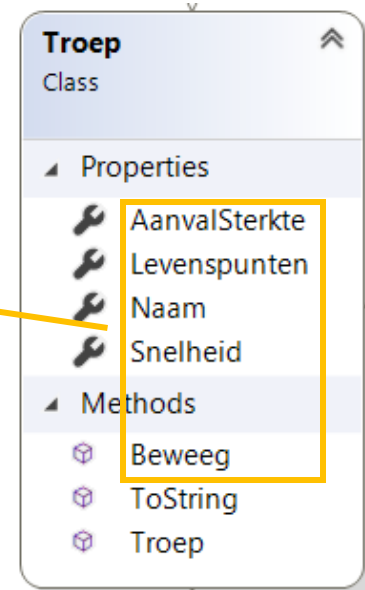 Troep
Class
Properties
AanvalSterkte
Levenspunten
Naam
Snelheid
Methods
Beweeg
ToString
Troep